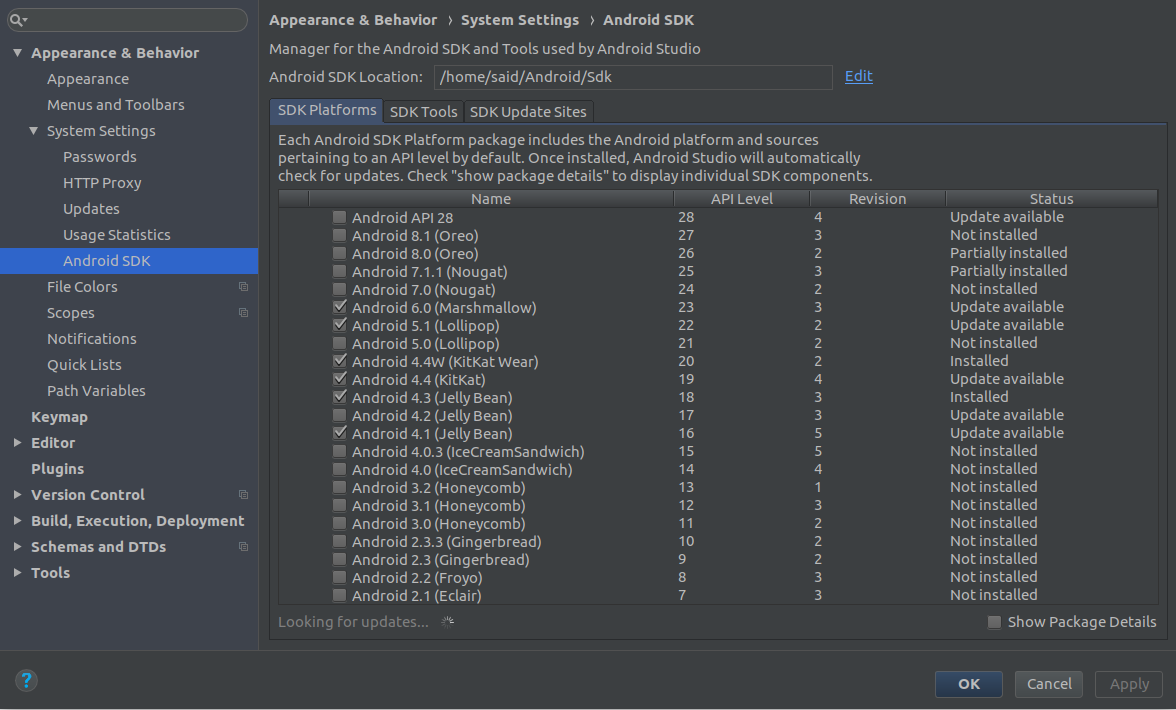 Appearance & Behavior
Appearance
Menus and Toolbars
System Settings
Passwords
HTTP Proxy
Updates
Usage Statistics
Android SDK
File Colors
Scopes
Notifications
Quick Lists
Path Variables
Keymap
Editor
Plugins
Version Control
Build, Execution, Deployment
Schemas and DTDs
Tools
Appearance & Behavior › System Settings › Android SDK
Manager for the Android SDK and Tools used by Android Studio
Android SDK Location: /home/said/Android/Sdk Edit
SDK Platforms SDK Tools SDK Update Sites
Each Android SDK Platform package includes the Android platform and sources
pertaining to an API level by default. Once installed, Android Studio will automatically
check for updates. Check "show package details" to display individual SDK components.
Name API Level Revision Status
Android API 28 28 4 Update available
Android 8.1 (Oreo) 27 3 Not installed
Android 8.0 (Oreo) 26 2 Partially installed
Android 7.1.1 (Nougat) 25 3 Partially installed
Android 7.0 (Nougat) 24 2 Not installed
Android 6.0 (Marshmallow) 23 3 Update available
Android 5.1 (Lollipop) 22 2 Update available
Android 5.0 (Lollipop) 21 2 Not installed
Android 4.4W (KitKat Wear) 20 2 Installed
Android 4.4 (KitKat) 19 4 Update available
Android 4.3 (Jelly Bean) 18 3 Installed
Android 4.2 (Jelly Bean) 17 3 Update available
Android 4.1 (Jelly Bean) 16 5 Update available
Android 4.0.3 (IceCreamSandwich) 15 5 Not installed
Android 4.0 (IceCreamSandwich) 14 4 Not installed
Android 3.2 (Honeycomb) 13 1 Not installed
Android 3.1 (Honeycomb) 12 3 Not installed
Android 3.0 (Honeycomb) 11 2 Not installed
Android 2.3.3 (Gingerbread) 10 2 Not installed
Android 2.3 (Gingerbread) 9 2 Not installed
Android 2.2 (Froyo) 8 3 Not installed
Android 2.1 (Eclair) 7 3 Not installed
Looking for updates... Show Package Details
? OK Cancel Apply